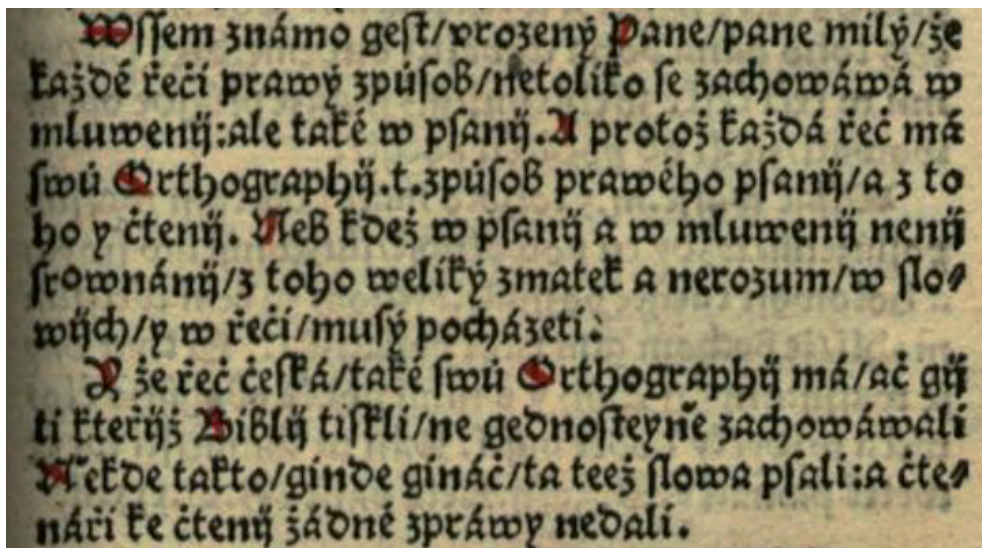 Wssem známo gest/vrozený Pane/pane milý/že
každé řeči prawý zpúsob/netoliko se zachowáwá w
mluwenij:ale také w psanij. A protož každá řeč má
swú Orthographij.t.zpúsob prawého psanij/a z to
ho y čtenij. Neb kdež w psanij a w mluwenij nenij
srownánij/z toho weliký zmatek a nerozum/w slo⸗
wijch/y w řeči/musý pocházeti:
Y že řeč česká/také swú Orthographij má/ač gij
ti kteřijž Biblij tiskli/ne gednosteyně zachowáwali
Někde takto/ginde gináč/ta teež slowa psali:a čte⸗
náři ke čtenij žádné zpráwy nedali.